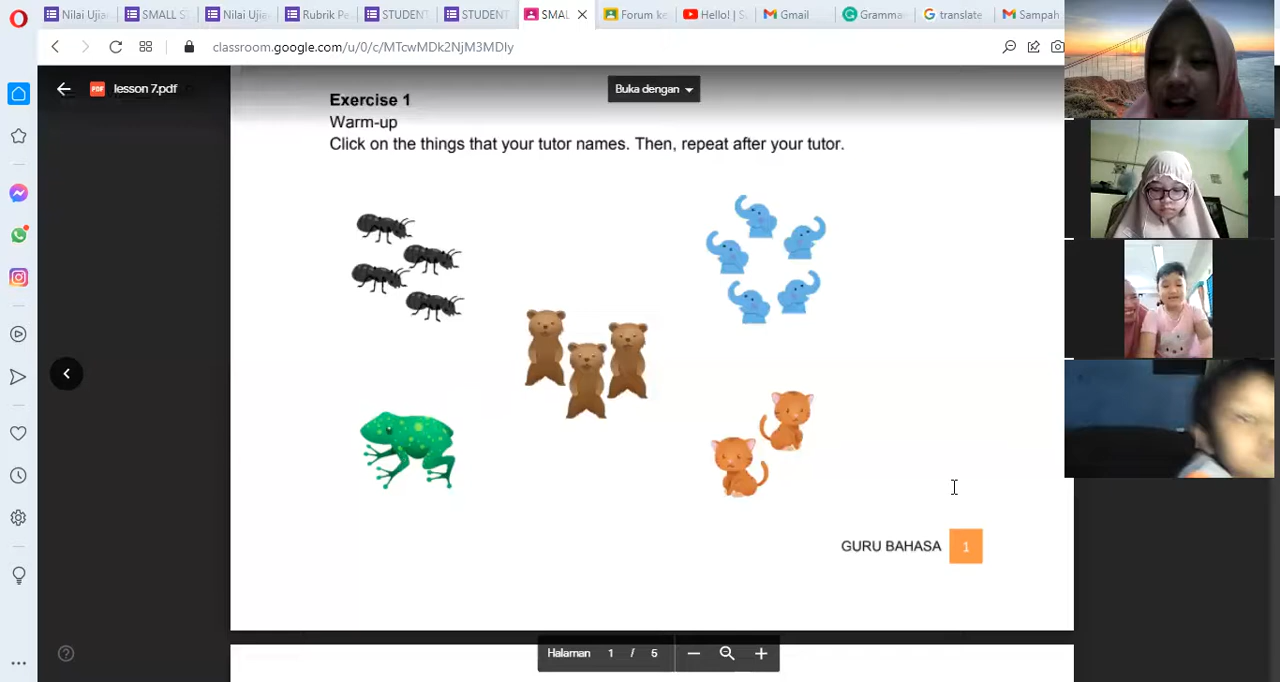 Nilai Ujia
SMALL S
Nilai Ujia
Rubrik Pe
STUDENT
STUDENT
SMAL
Forum ke
Hello! | S
Gmail
Gramma
translate
Sampah
classroom.google.com/u/0/c/MTcwMDk2NjM3MDIy
PDF lesson 7.pdf
Buka dengan
Exercise 1
Warm-up
Click on the things that your tutor names. Then, repeat after your tutor.
GURU BAHASA 1
Halaman 1 / 5